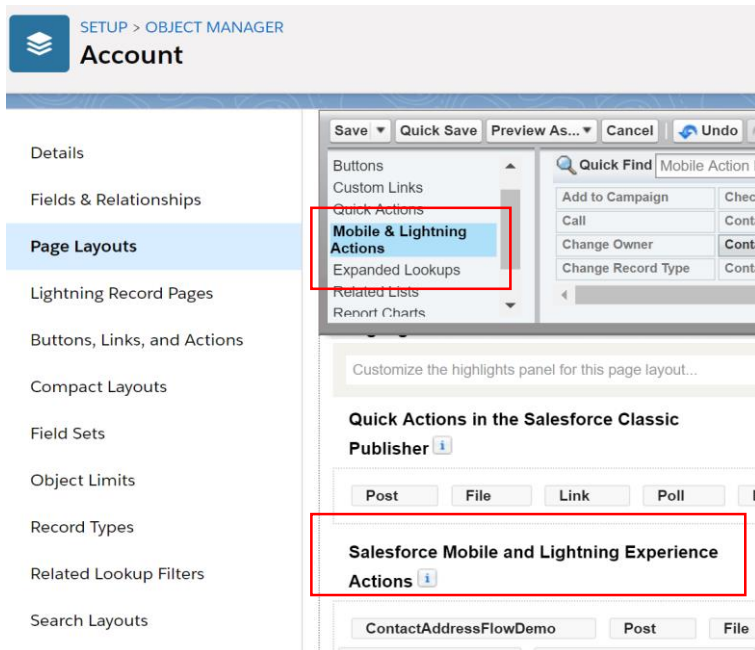 SETUP > OBJECT MANAGER
Account
Details
Fields & Relationships
Page Layouts
Lightning Record Pages
Buttons, Links, and Actions
Compact Layouts
Field Sets
Object Limits
Record Types
Related Lookup Filters
Search Layouts
Save
Quick Save
Preview As...
Cancel
Undo
Buttons
Custom Links
Quick Actions
Mobile & Lightning
Actions
Expanded Lookups
Related Lists
Report Charts
Quick Find Mobile Action
Add to Campaign Chec
Call Conta
Change Owner Conta
Change Record Type Conta
Customize the highlights panel for this page layout...
Quick Actions in the Salesforce Classic
Publisher i
Post File Link Poll
Salesforce Mobile and Lightning Experience
Actions i
ContactAddressFlowDemo Post File